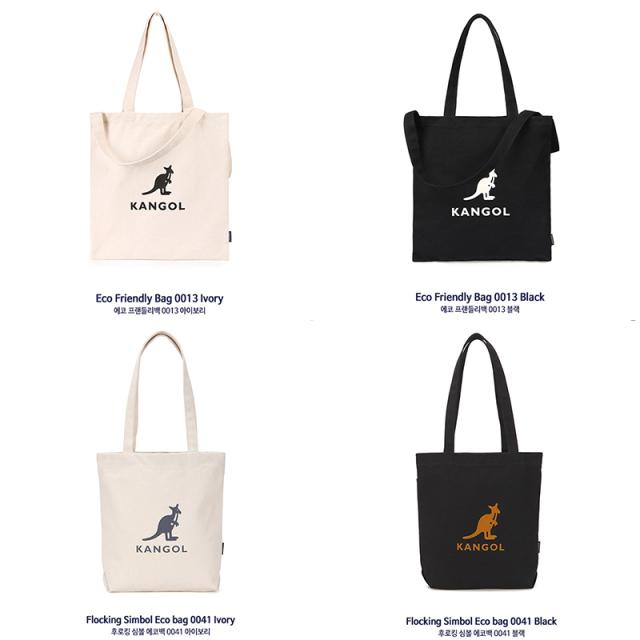 KANGOL
KANGOL
Eco Friendly Bag 0013 Ivory
에코 프랜들리백 0013 아이보리
Eco Friendly Bag 0013 Black
에코 프랜들리백 0013 블랙
KANGOL
KANGOL
Flocking Simbol Eco bag 0041 Ivory
후로킹 심볼 에코백 0041 아이보리
Flocking Simbol Eco bag 0041 Black
후로킹 심볼 에코백 0041 블랙